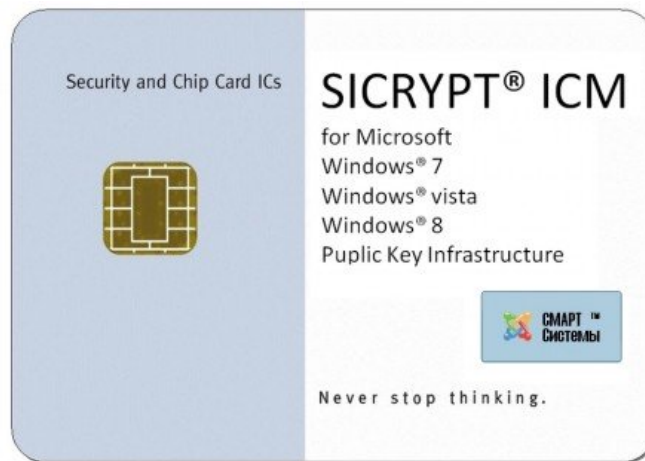 Security and Chip Card ICs
SICRYPT® ICM
for Microsoft
Windows® 7
Windows® vista
Windows® 8
Puplic Key Infrastructure
СМАРТ ™
Системы
Never stop thinking.